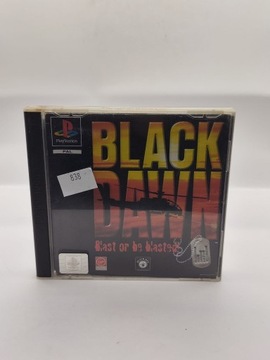 PlayStation
PAL
BLACK
DAWN
838
Blast or be blasted!